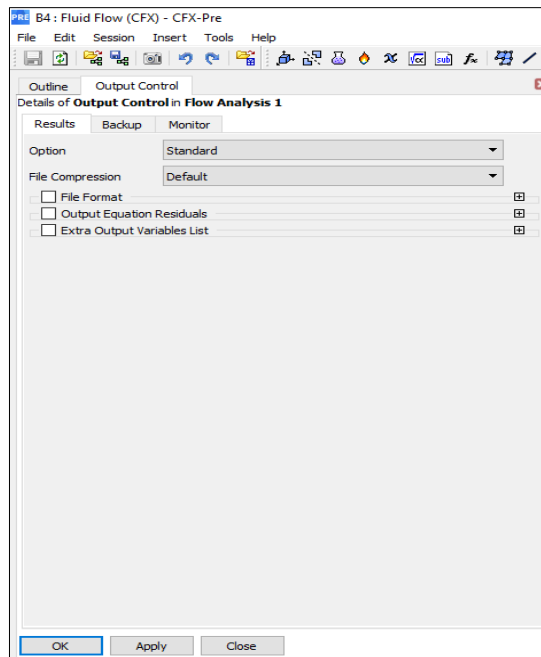 PRE B4 : Fluid Flow (CFX) - CFX-Pre
File Edit Session Insert Tools Help
√α sub f∞
Outline Output Control
Details of Output Control in Flow Analysis 1
Results Backup Monitor
Option Standard
File Compression Default
File Format
Output Equation Residuals
Extra Output Variables List
OK Apply Close